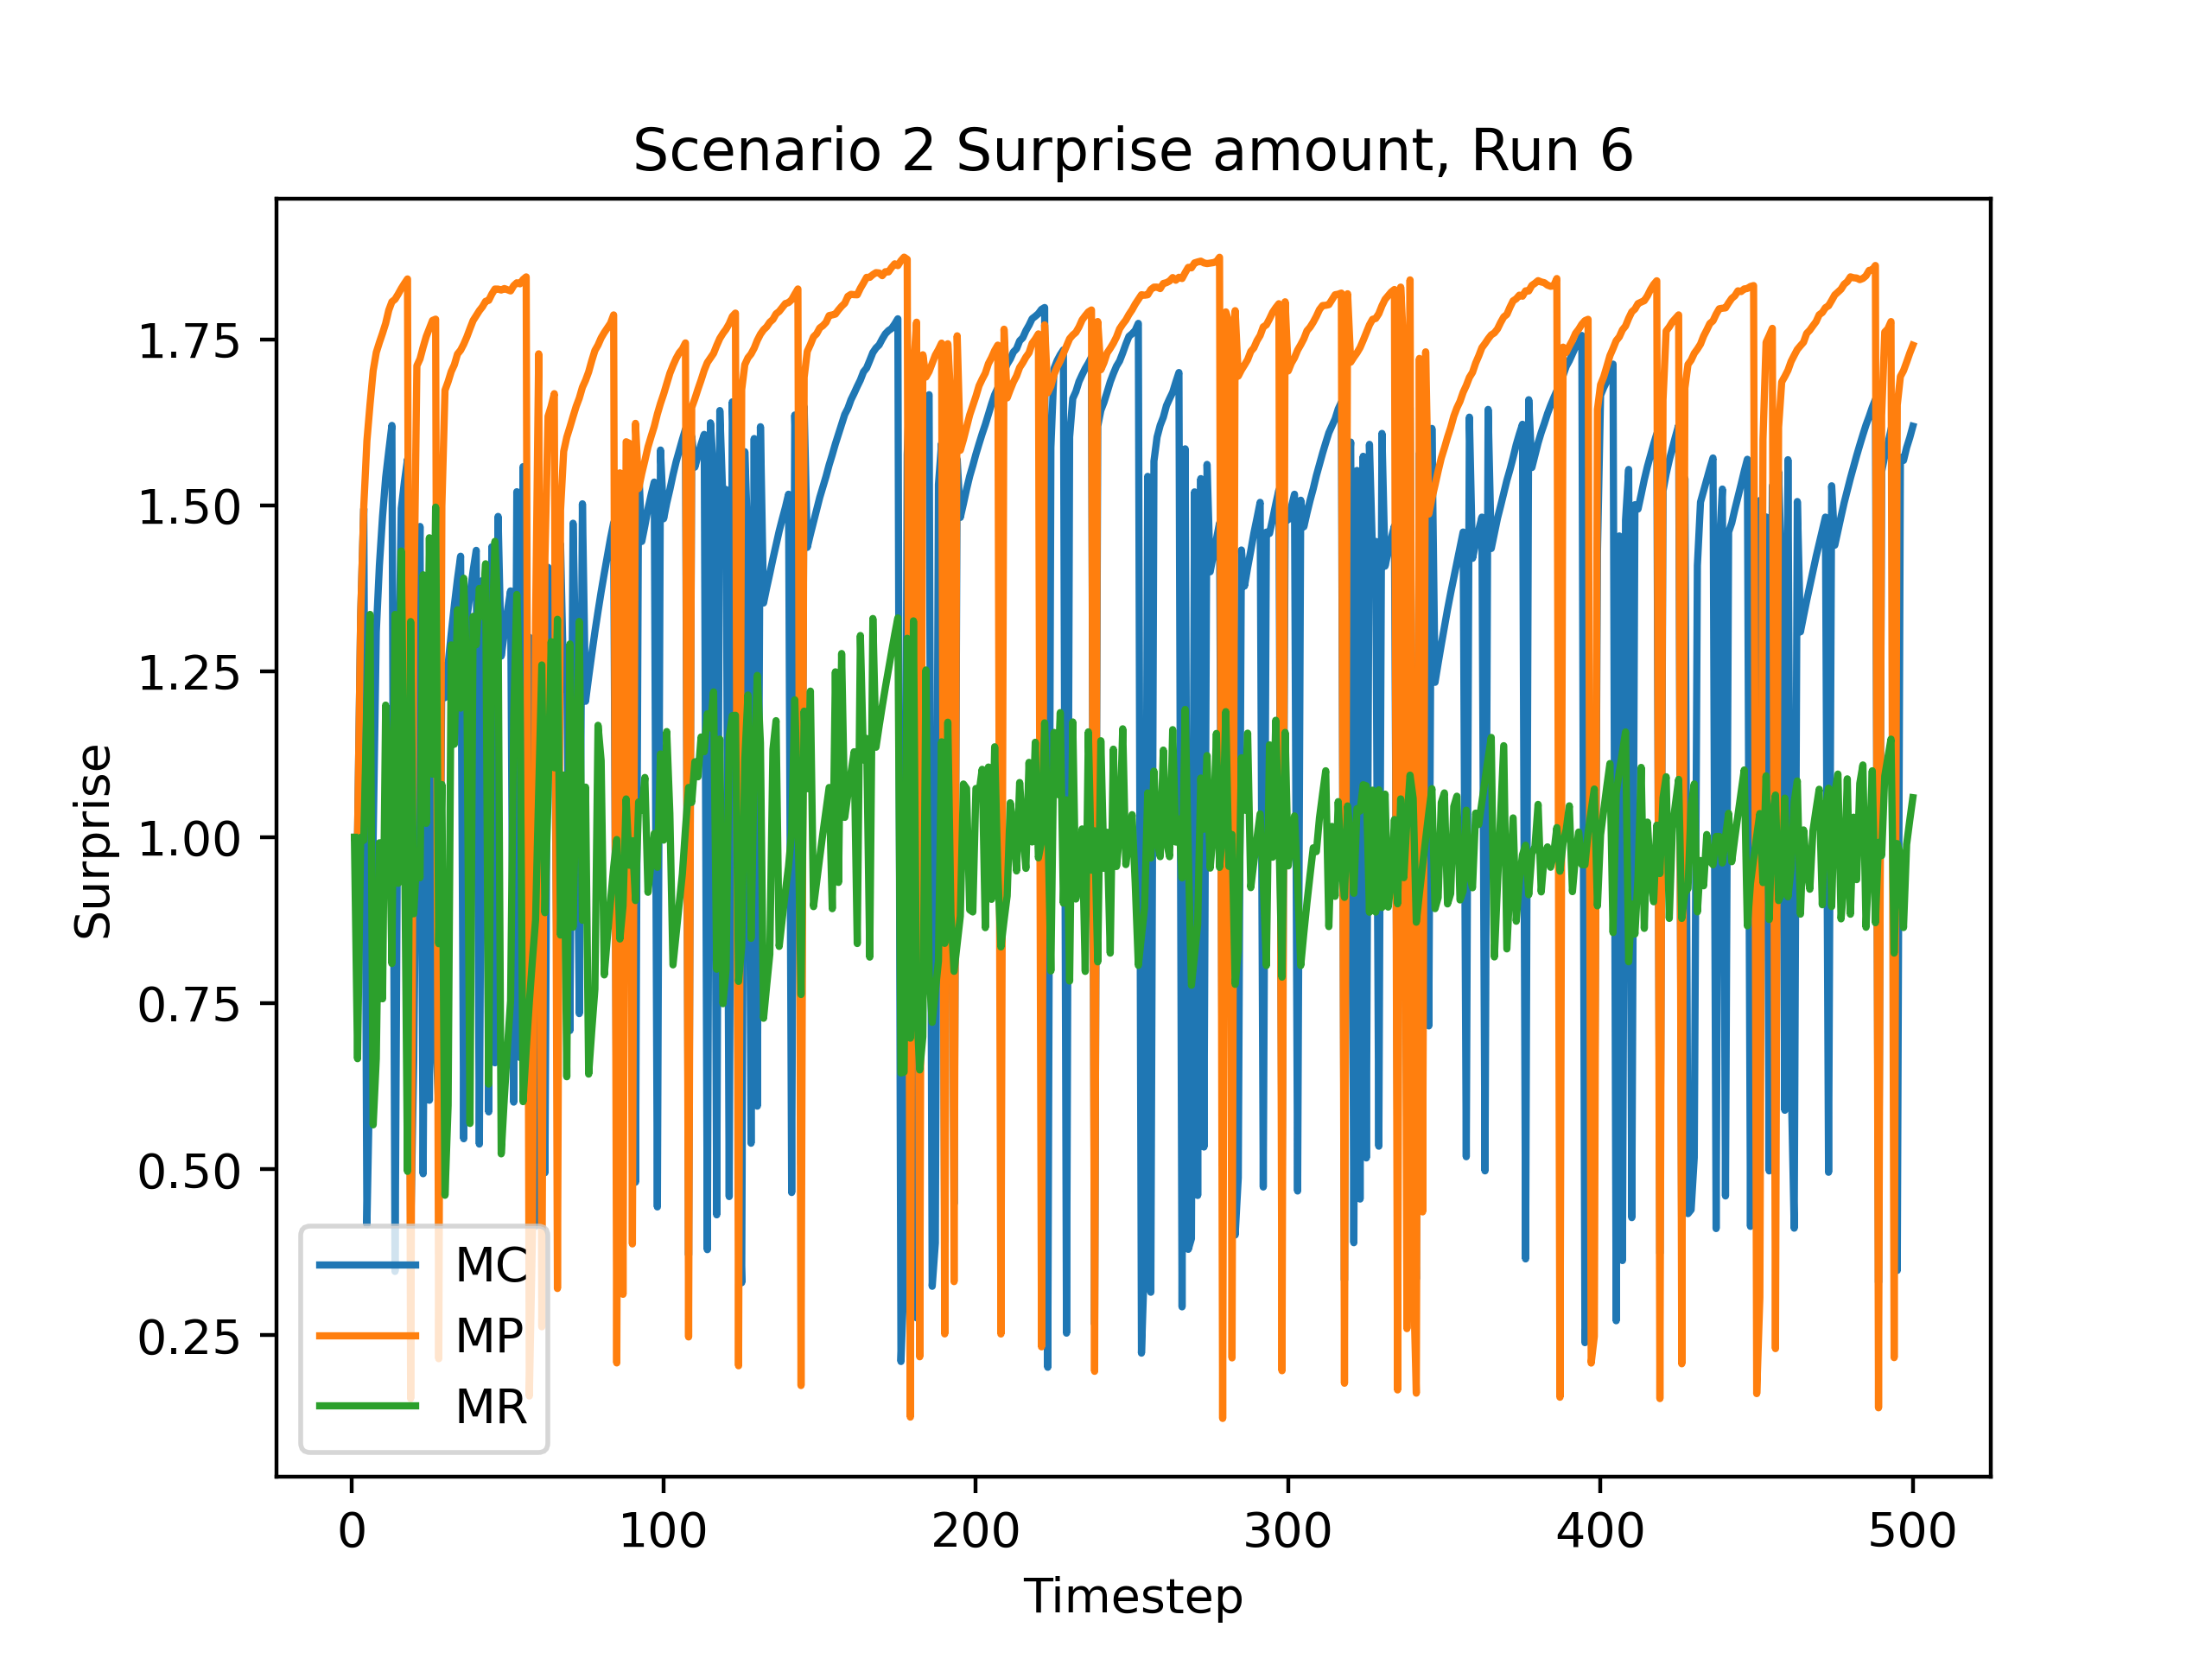 Scenario 2 Surprise amount, Run 6
Surprise
1.75
1.50
1.25
1.00
0.75
0.50
0.25
MC
MP
MR
0 100 200 300 400 500
Timestep